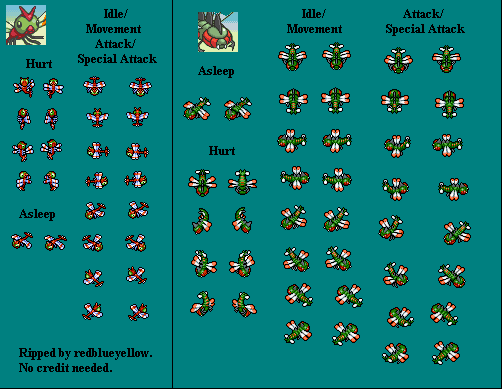 Idle/
Movement
Attack/
Special Attack
Hurt
Asleep
Ripped by redblueyellow.
No credit needed.
Idle/
Movement
Attack/
Special Attack
Asleep
Hurt